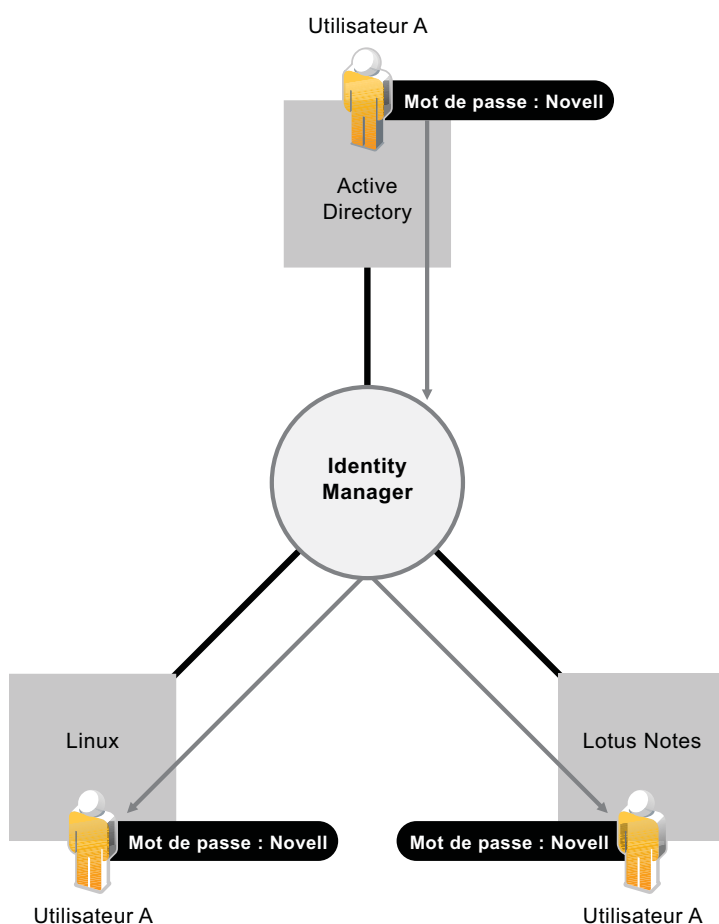 Utilisateur A
Mot de passe : Novell
Active
Directory
Identity
Manager
Linux
Lotus Notes
Mot de passe : Novell
Mot de passe : Novell
Utilisateur A
Utilisateur A